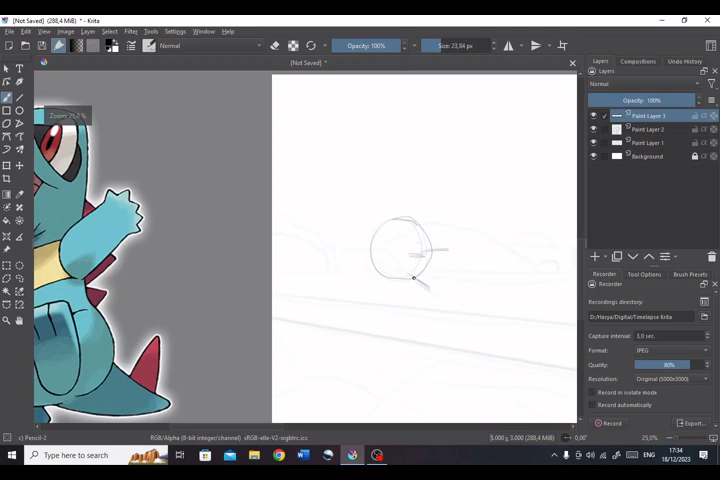 [Not Saved] (288,4 MiB) * - Krita
File Edit View Image Layer Select Filters Tools Settings Window Help
Normal
Opacity: 100%
Size: 23,84 px
[Not Saved] *
Layers Compositions Undo History
Layers
Normal
Opacity: 100%
Paint Layer 3
Paint Layer 2
Paint Layer 1
Background
Zoom: 25,0 %
Recorder Tool Options Brush Presets
Recorder
Recordings directory:
D:/Hasya/Digital/Timelapse Krita
Capture interval: 3,0 sec.
Format: JPEG
Quality: 80%
Resolution: Original (5000x3000)
Record in isolate mode
Record automatically
Record Export...
c) Pencil-2
RGB/Alpha (8-bit integer/channel) sRGB-elle-V2-srgbtrc.icc
5.000 x 3.000 (288,4 MiB)
0,00°
25,0%
Type here to search
ENG
17:34
18/12/2023